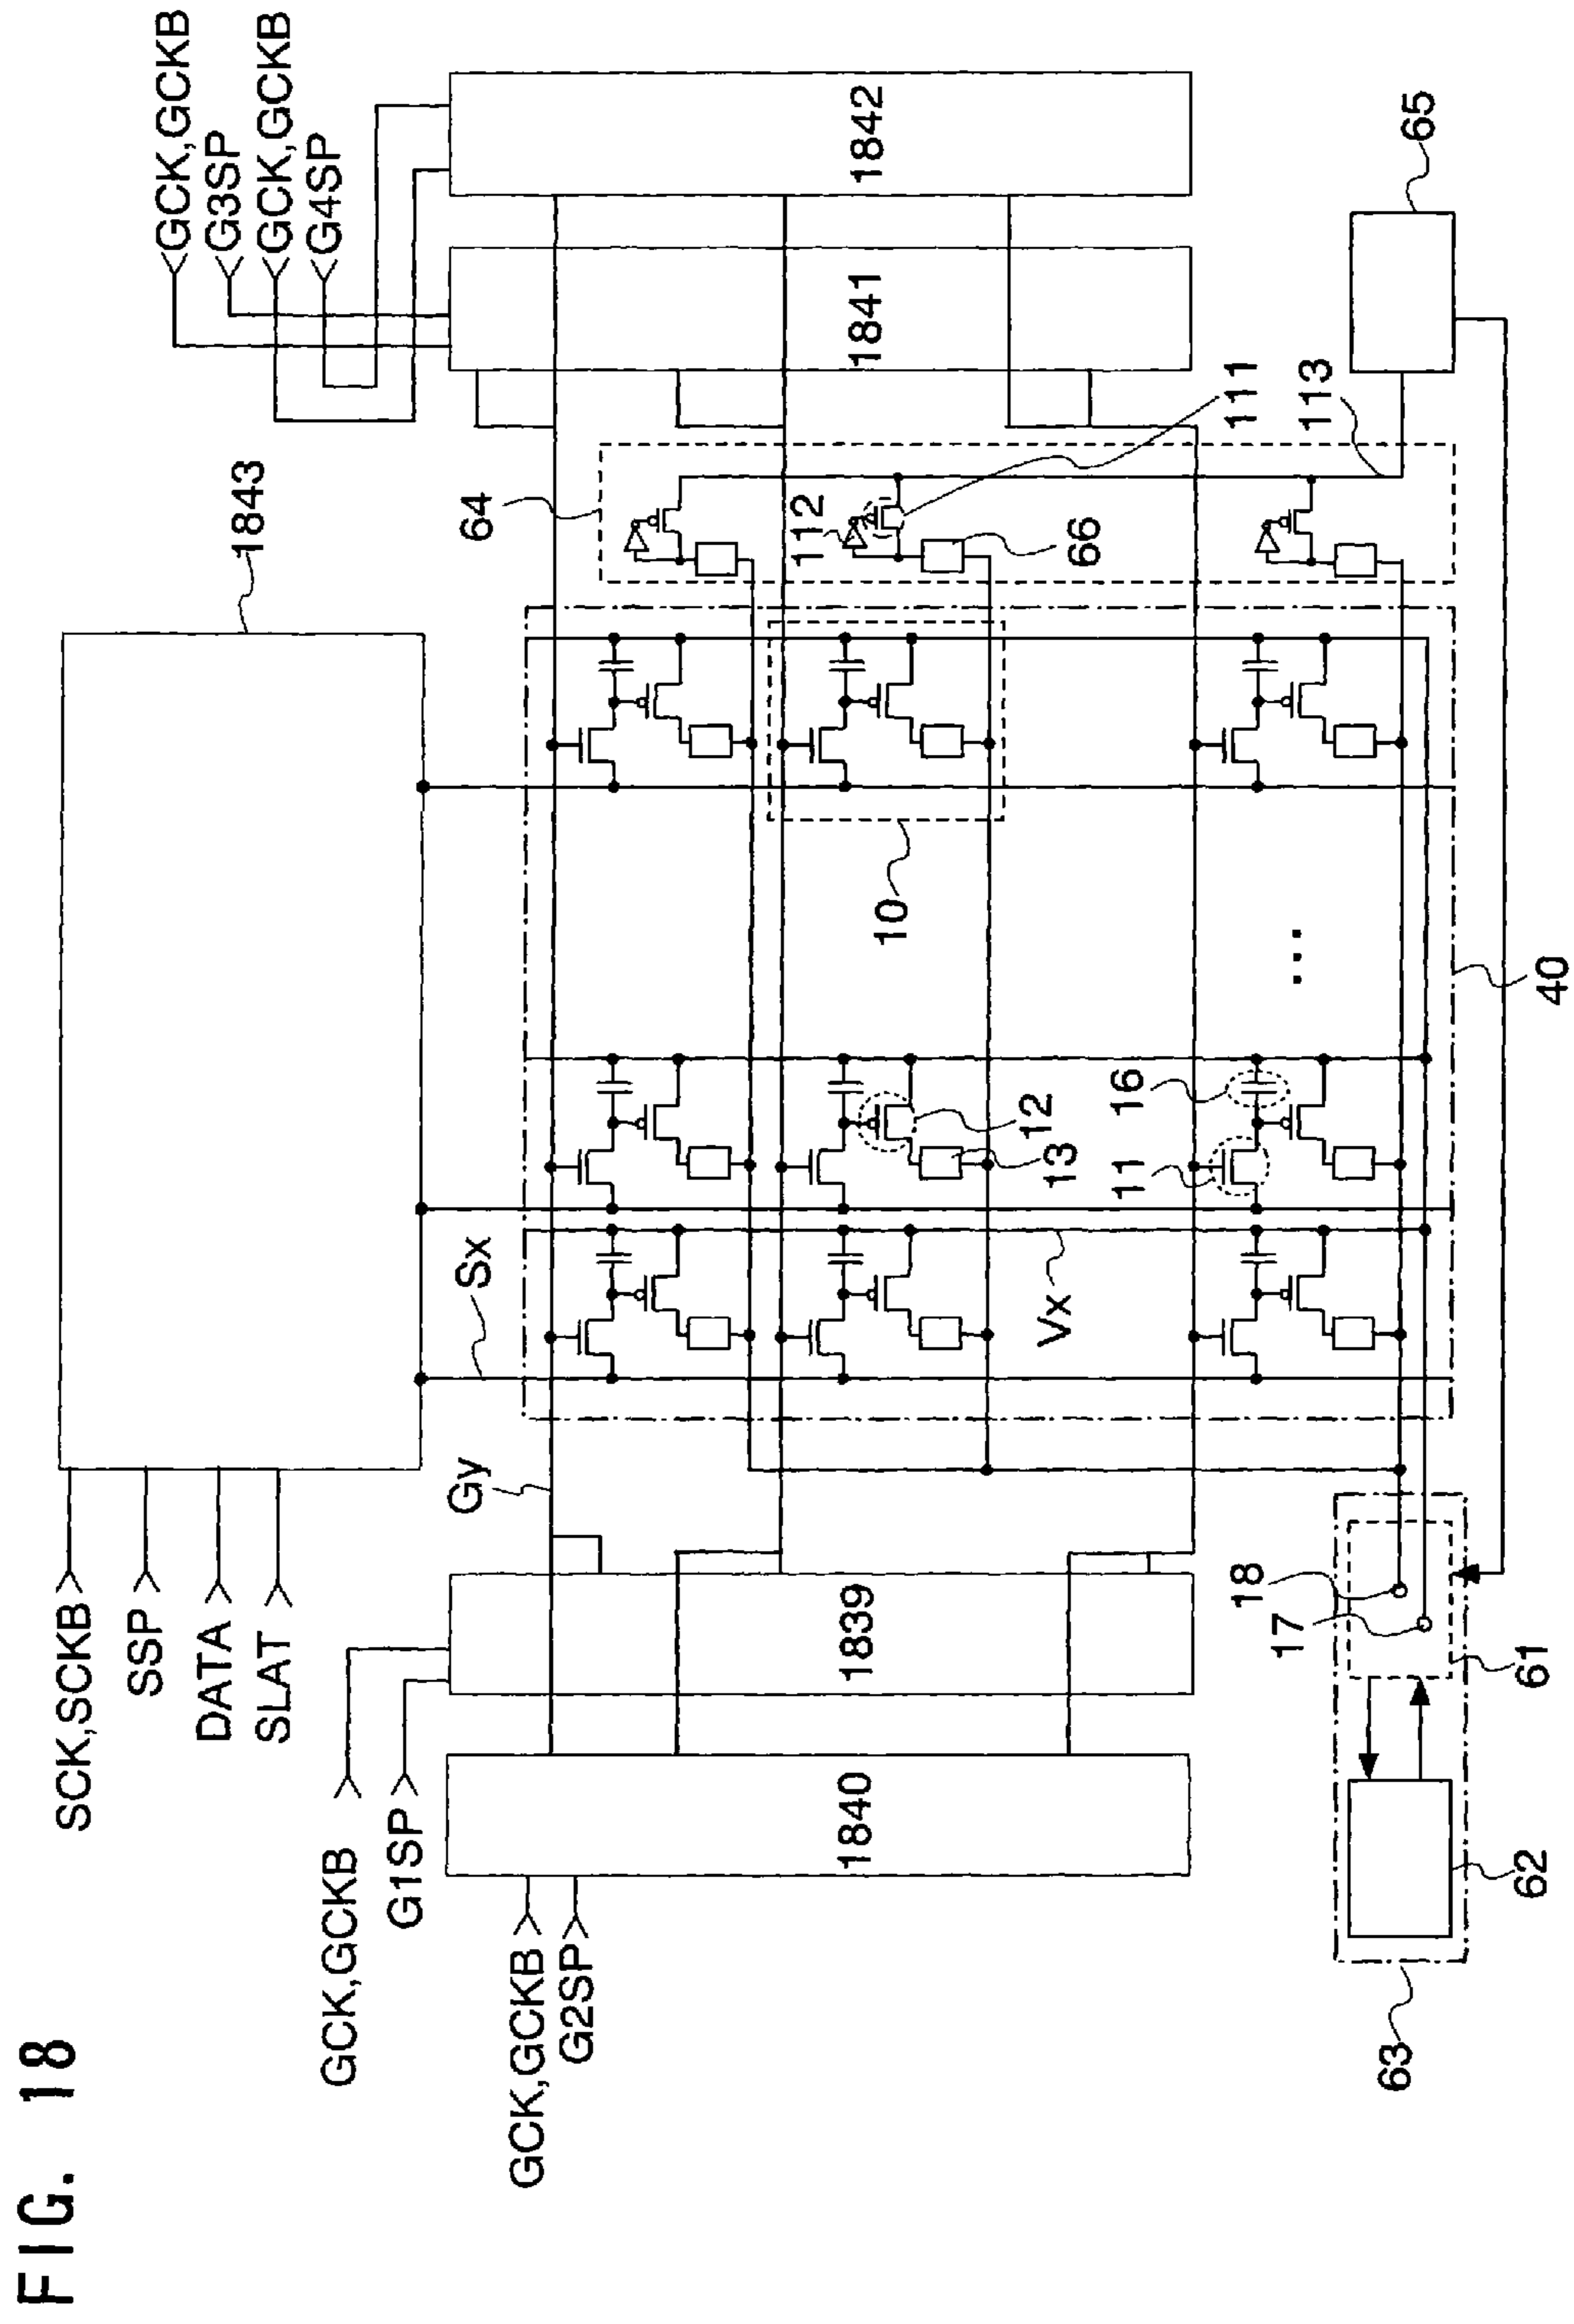 FIG. 18
SCK,SCKB
SSP
DATA
SLAT
1843
GCK,GCKB
G3SP
GCK,GCKB
G4SP
GCK,GCKB
G1SP
GCK,GCKB
G2SP
1840
1839
1841
1842
Gy
Sx
Vx
64
112
66
111
113
65
10
12
13
16
11
40
17
18
61
62
63